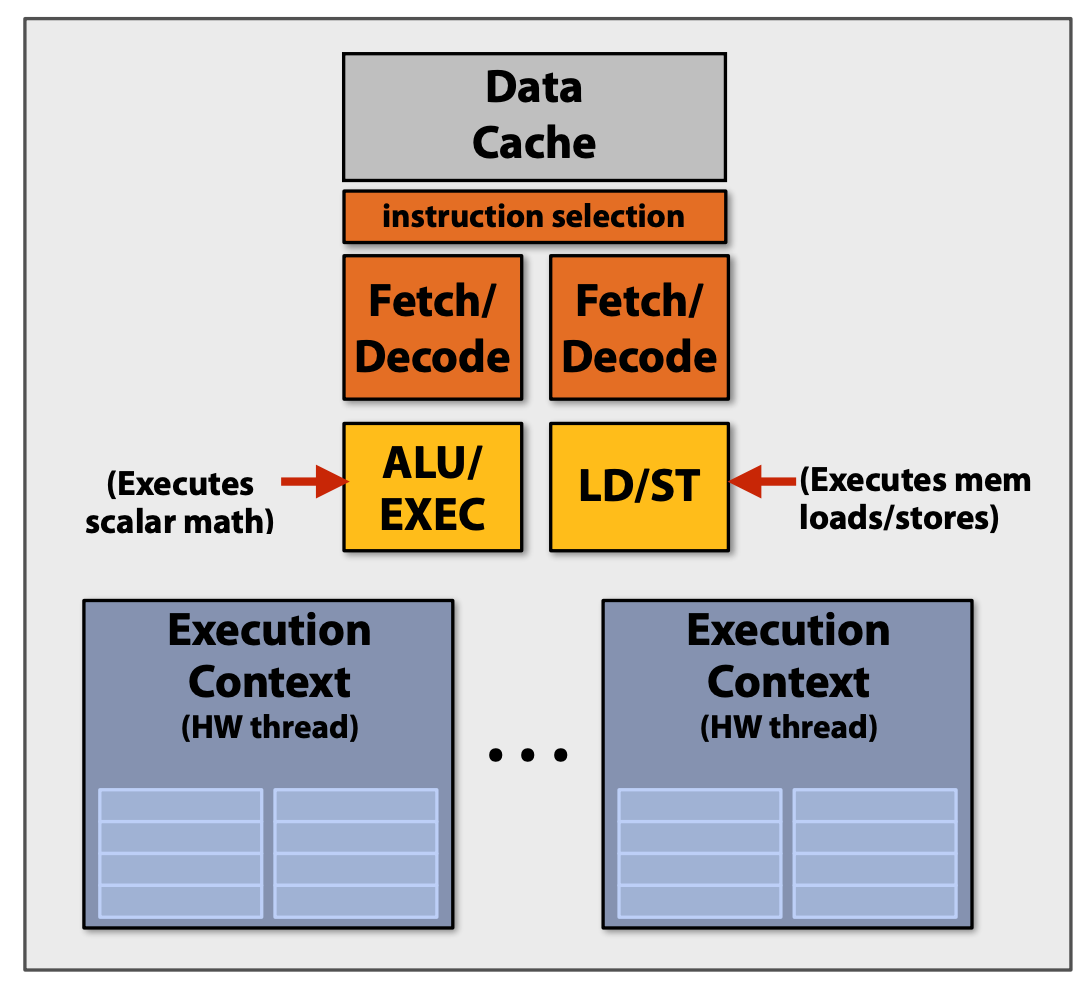 Data
Cache
instruction selection
Fetch/
Decode
Fetch/
Decode
(Executes
scalar math)
ALU/
EXEC
LD/ST
(Executes mem
loads/stores)
Execution
Context
(HW thread)
...
Execution
Context
(HW thread)